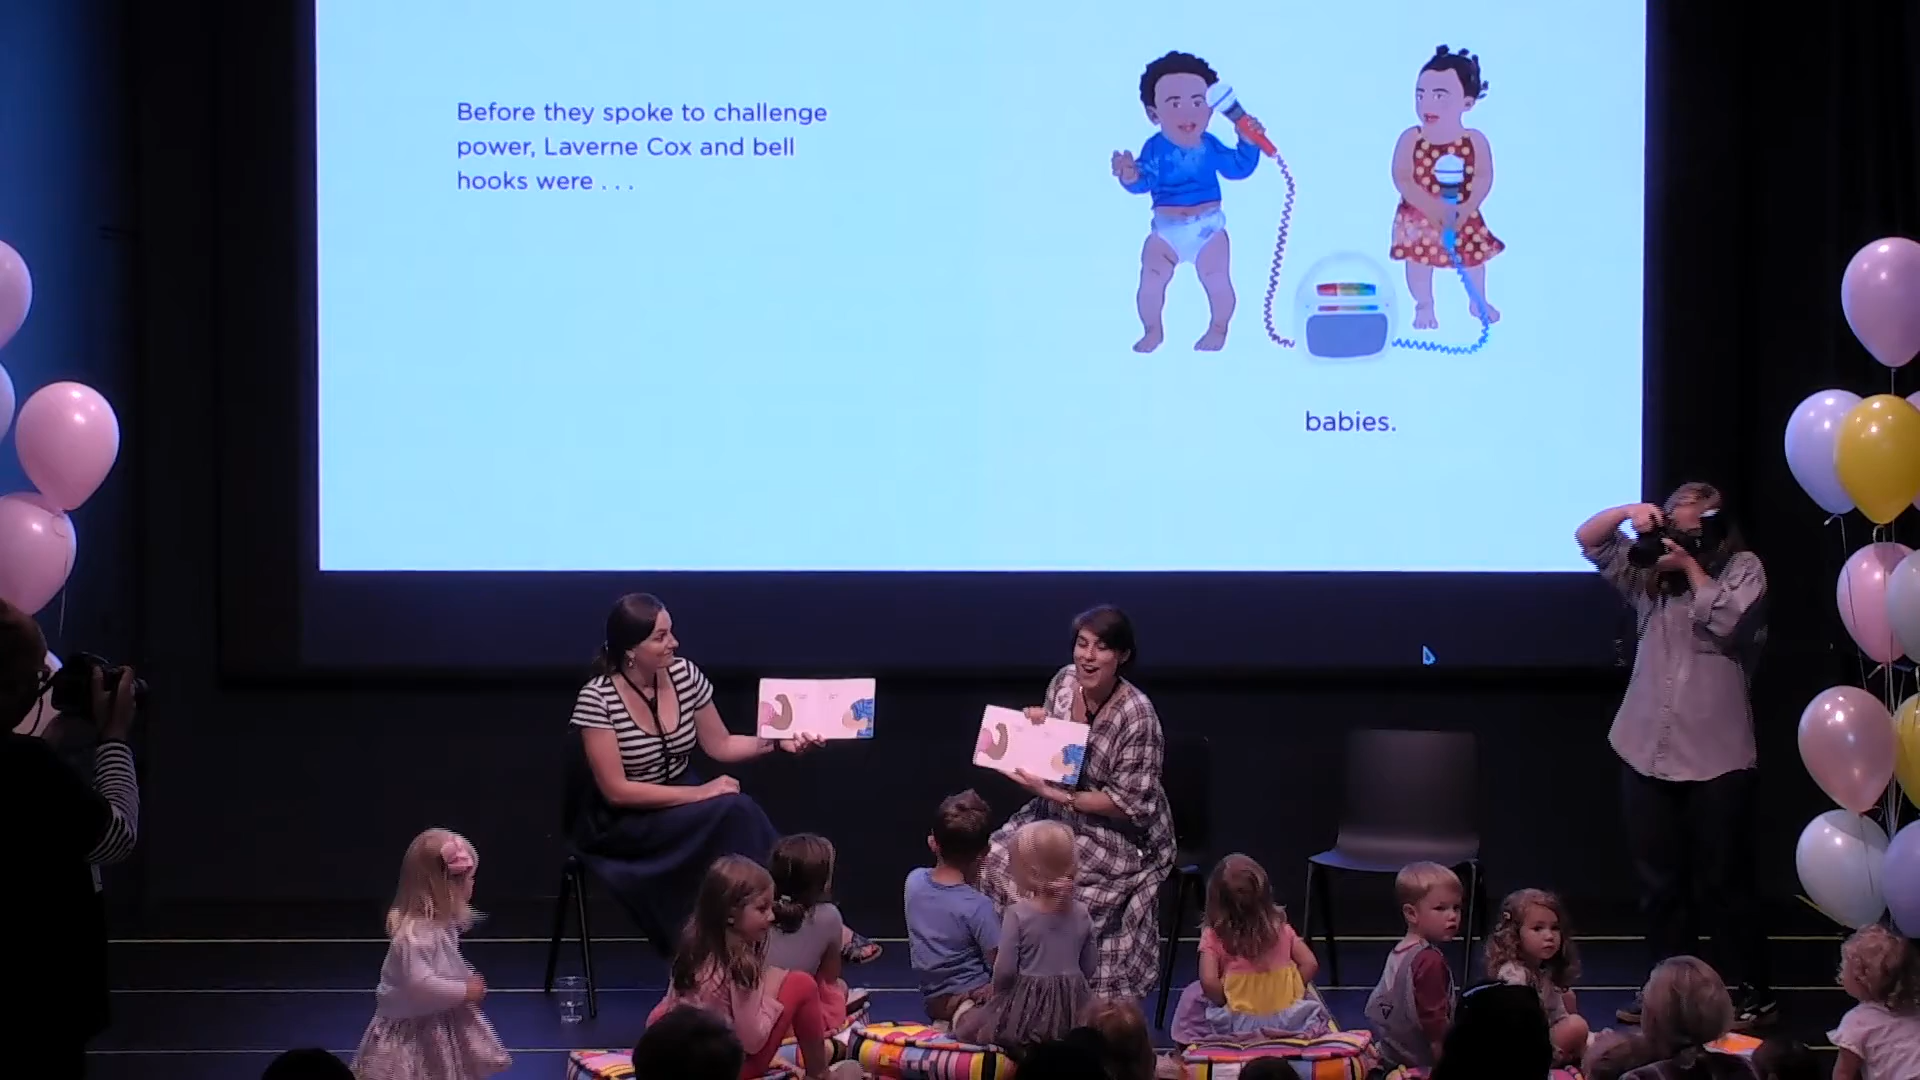 Before they spoke to challenge
power, Laverne Cox and bell
hooks were . . .
babies.